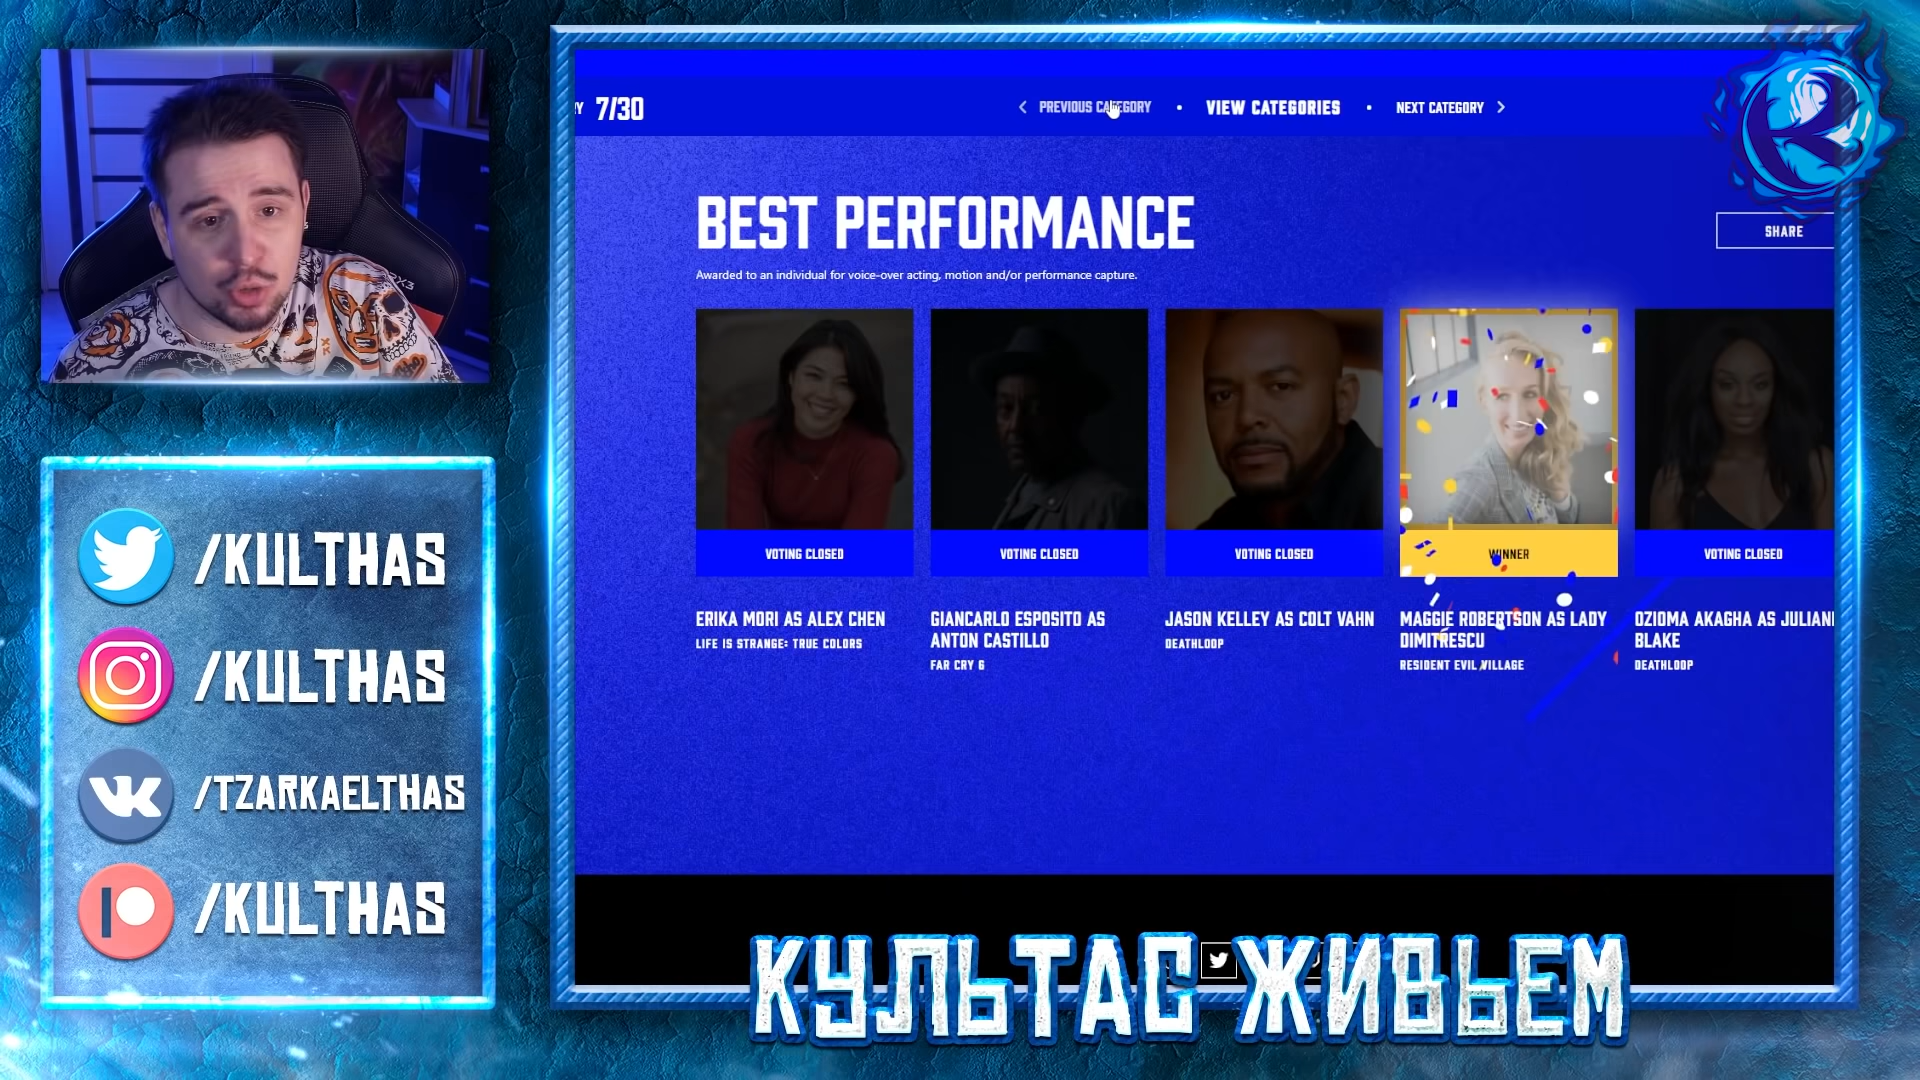 Y 7/30
PREVIOUS CATEGORY • VIEW CATEGORIES • NEXT CATEGORY
BEST PERFORMANCE
SHARE
Awarded to an individual for voice-over acting, motion and/or performance capture.
VOTING CLOSED
VOTING CLOSED
VOTING CLOSED
WINNER
VOTING CLOSED
ERIKA MORI AS ALEX CHEN
LIFE IS STRANGE: TRUE COLORS
GIANCARLO ESPOSITO AS
ANTON CASTILLO
FAR CRY 6
JASON KELLEY AS COLT VAHN
DEATHLOOP
MAGGIE ROBERTSON AS LADY
DIMITRESCU
RESIDENT EVIL VILLAGE
OZIOMA AKAGHA AS JULIAN
BLAKE
DEATHLOOP
/KULTHAS
/KULTHAS
/TZARKAELTHAS
/KULTHAS
КУЛЬТАС ЖИВЬЕМ